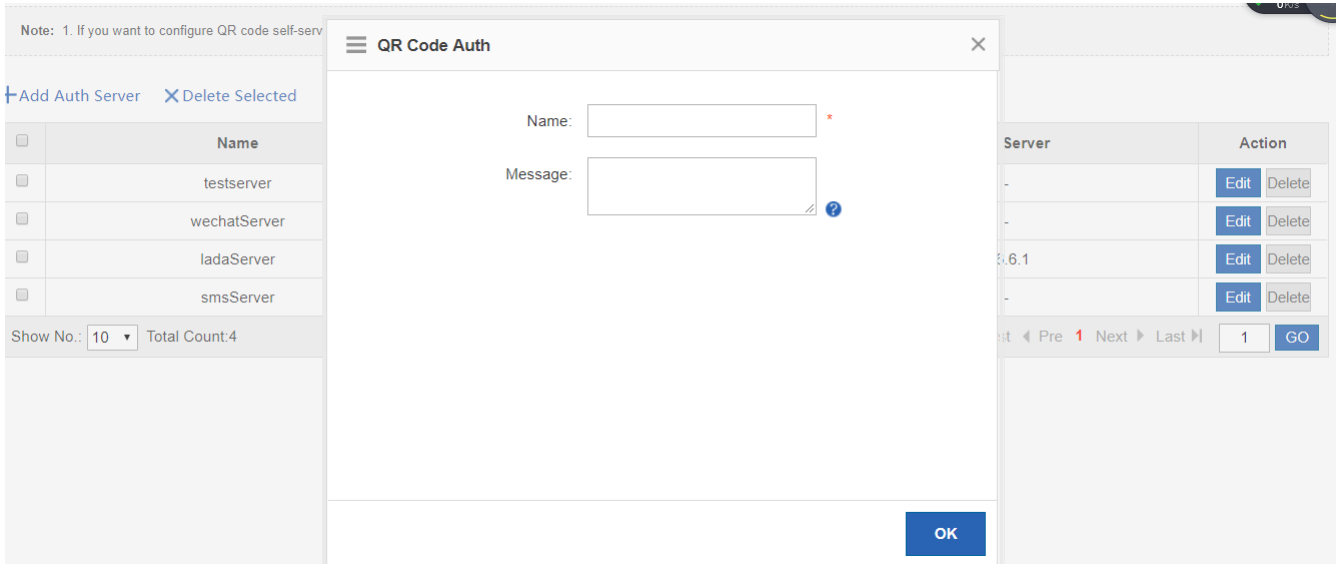 0K/s
Note: 1. If you want to configure QR code self-serv
QR Code Auth
Add Auth Server Delete Selected
Name: *
Message:
Name Server Action
testserver - Edit Delete
wechatServer - Edit Delete
ladaServer .6.1 Edit Delete
smsServer - Edit Delete
Show No.: 10 Total Count:4 Pre 1 Next Last 1 GO
OK